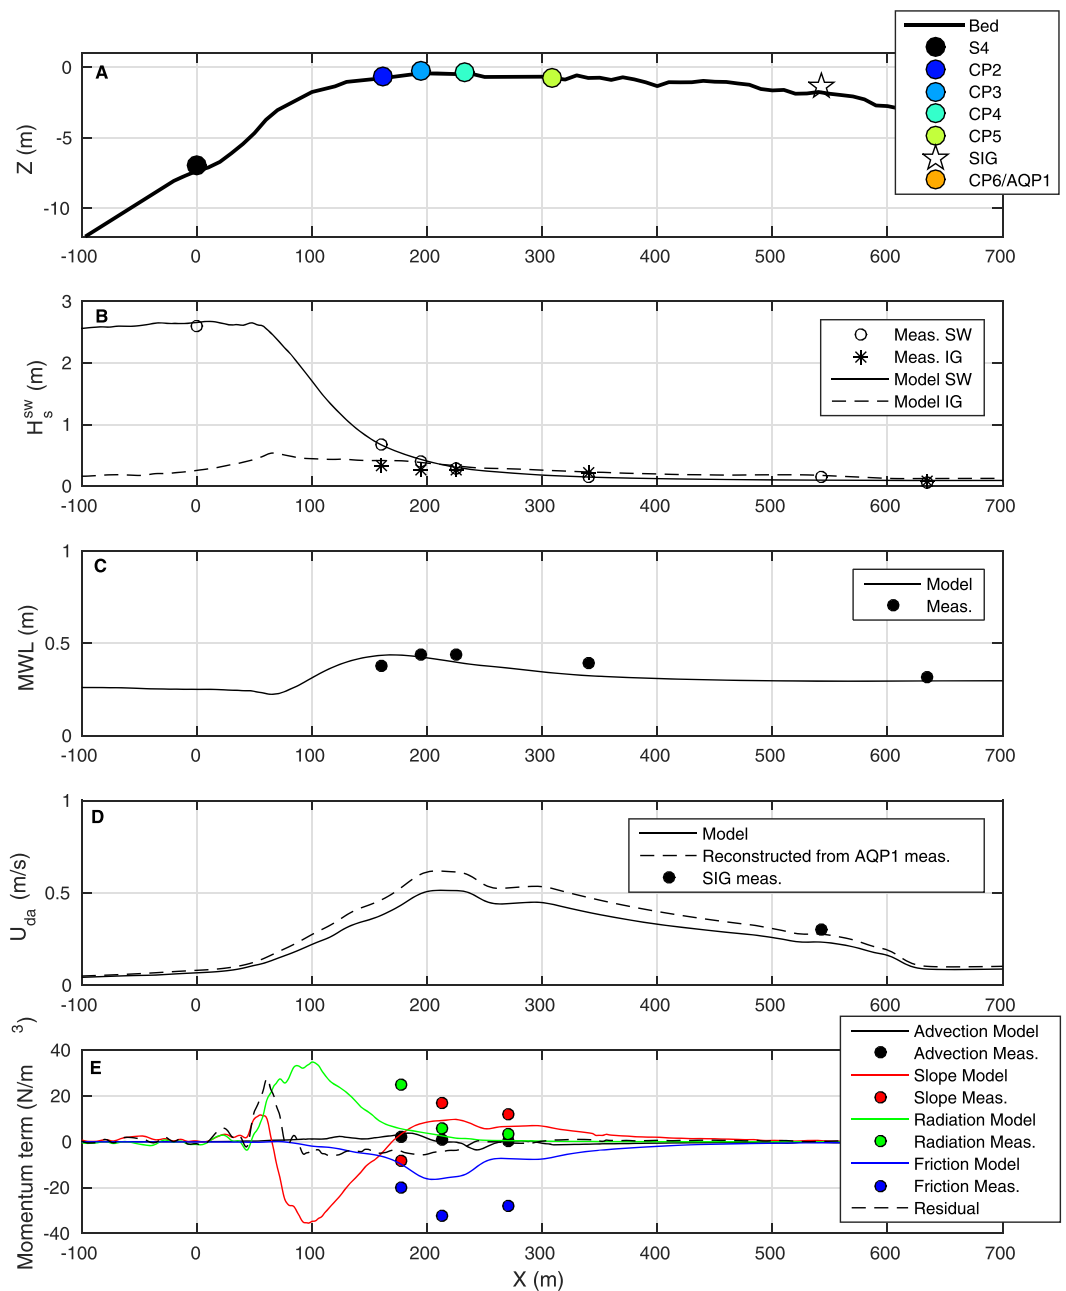 A
Z (m)
0
-5
-10
-100 0 100 200 300 400 500 600 700
Bed
S4
CP2
CP3
CP4
CP5
SIG
CP6/AQP1
B
H_s^sw (m)
3
2
1
0
-100 0 100 200 300 400 500 600 700
Meas. SW
Meas. IG
Model SW
Model IG
C
MWL (m)
1
0.5
0
-100 0 100 200 300 400 500 600 700
Model
Meas.
D
U_da (m/s)
1
0.5
0
-100 0 100 200 300 400 500 600 700
Model
Reconstructed from AQP1 meas.
SIG meas.
E
Momentum term (N/m^3)
40
20
0
-20
-40
-100 0 100 200 300 400 500 600 700
X (m)
Advection Model
Advection Meas.
Slope Model
Slope Meas.
Radiation Model
Radiation Meas.
Friction Model
Friction Meas.
Residual